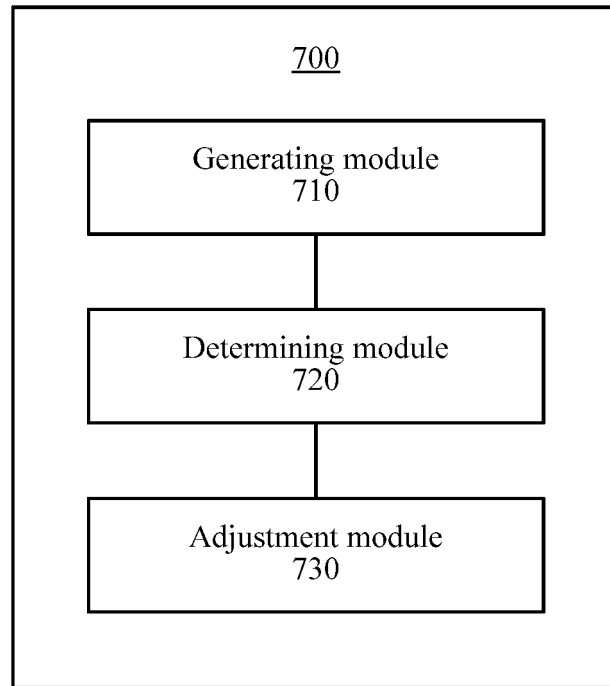 700
Generating module
710
Determining module
720
Adjustment module
730